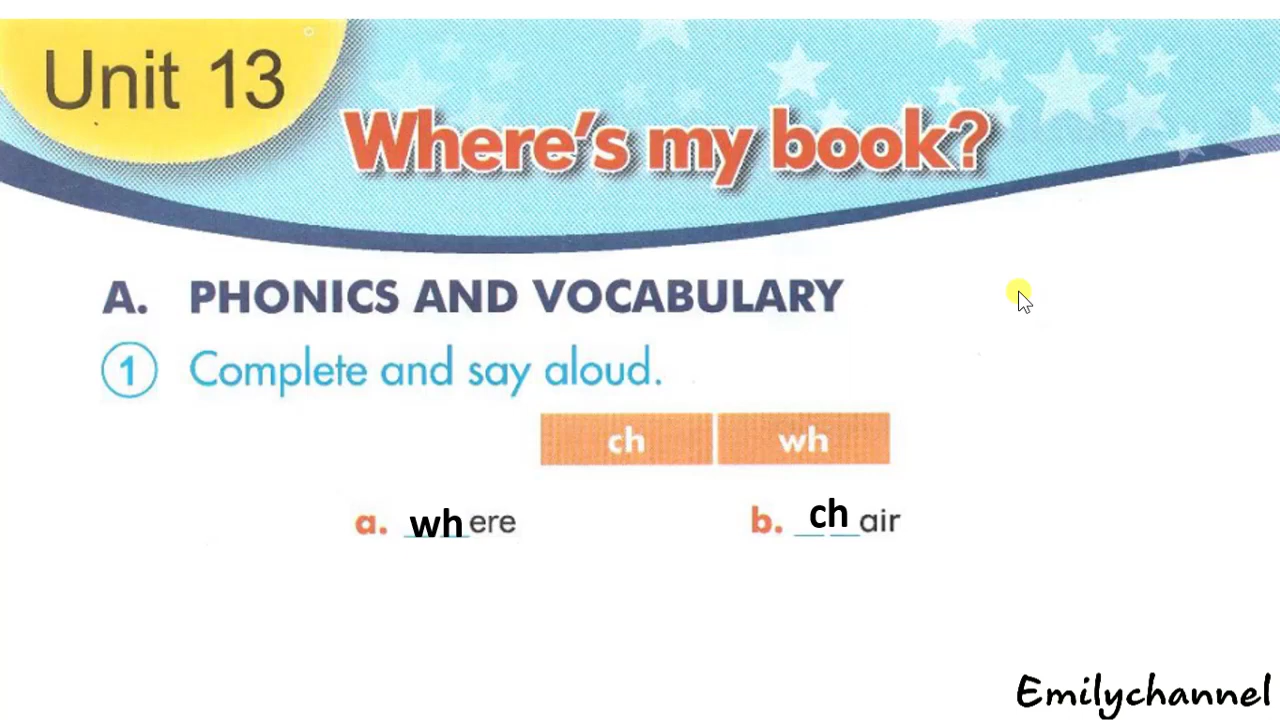 Unit 13
Where's my book?
A. PHONICS AND VOCABULARY
1 Complete and say aloud.
ch wh
a. where b. chair
Emilychannel